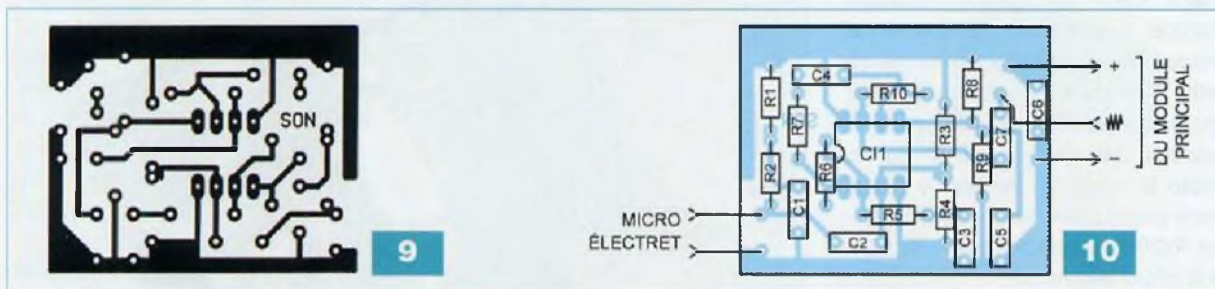 SON
9
R1
C4
R10
R8
+
C6
R7
R3
C7
CI1
R2
R6
R9
-
DU MODULE
PRINCIPAL
MICRO
ÉLECTRET
C1
R5
R4
C2
C3
C5
10